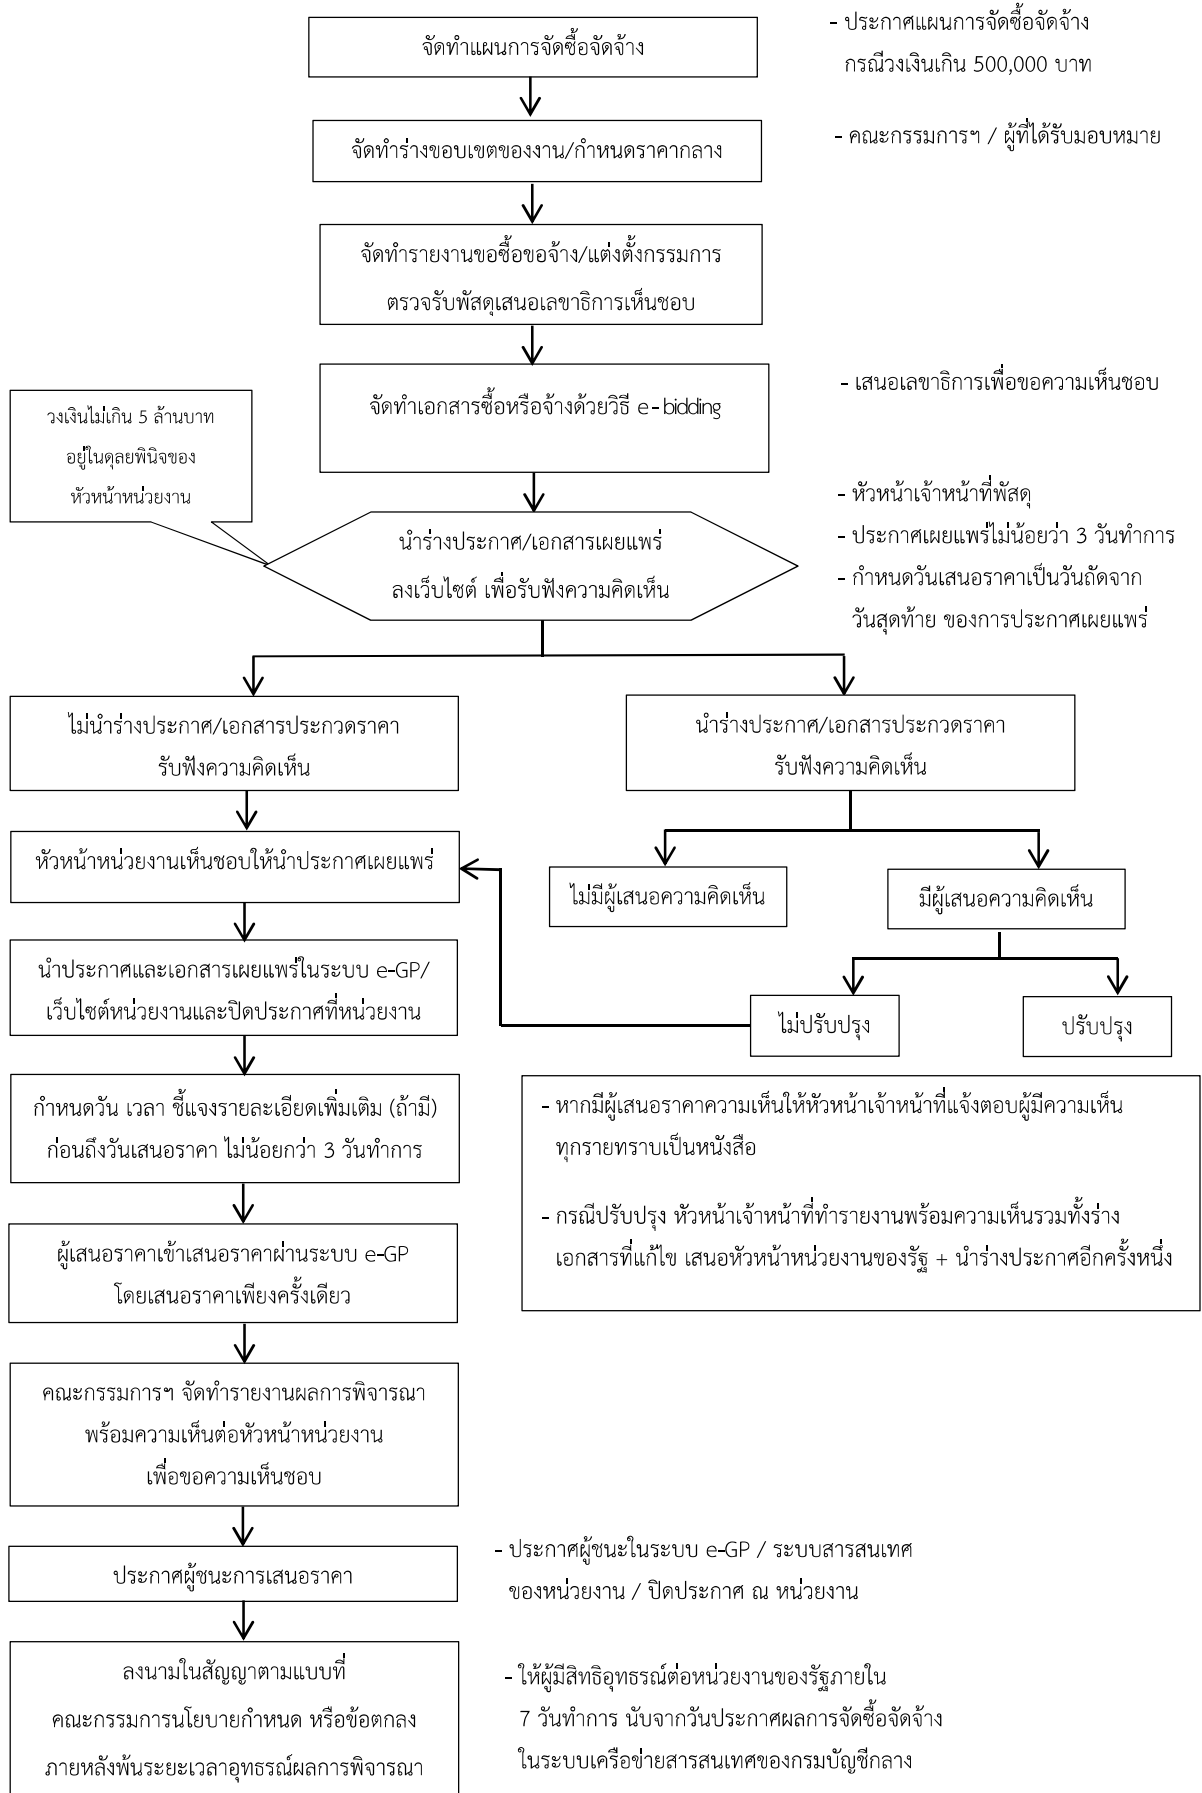 จัดทำแผนการจัดซื้อจัดจ้าง
- ประกาศแผนการจัดซื้อจัดจ้าง
กรณีวงเงินเกิน 500,000 บาท
จัดทำร่างขอบเขตของงาน/กำหนดราคากลาง
- คณะกรรมการฯ / ผู้ที่ได้รับมอบหมาย
จัดทำรายงานขอซื้อขอจ้าง/แต่งตั้งกรรมการ
ตรวจรับพัสดุเสนอเลขาธิการเห็นชอบ
จัดทำเอกสารซื้อหรือจ้างด้วยวิธี e-bidding
- เสนอเลขาธิการเพื่อขอความเห็นชอบ
วงเงินไม่เกิน 5 ล้านบาท
อยู่ในดุลยพินิจของ
หัวหน้าหน่วยงาน
นำร่างประกาศ/เอกสารเผยแพร่
ลงเว็บไซต์ เพื่อรับฟังความคิดเห็น
- หัวหน้าเจ้าหน้าที่พัสดุ
- ประกาศเผยแพร่ไม่น้อยว่า 3 วันทำการ
- กำหนดวันเสนอราคาเป็นวันถัดจาก
วันสุดท้าย ของการประกาศเผยแพร่
ไม่นำร่างประกาศ/เอกสารประกวดราคา
รับฟังความคิดเห็น
นำร่างประกาศ/เอกสารประกวดราคา
รับฟังความคิดเห็น
หัวหน้าหน่วยงานเห็นชอบให้นำประกาศเผยแพร่
ไม่มีผู้เสนอความคิดเห็น
มีผู้เสนอความคิดเห็น
นำประกาศและเอกสารเผยแพร่ในระบบ e-GP/
เว็บไซต์หน่วยงานและปิดประกาศที่หน่วยงาน
ไม่ปรับปรุง
ปรับปรุง
กำหนดวัน เวลา ชี้แจงรายละเอียดเพิ่มเติม (ถ้ามี)
ก่อนถึงวันเสนอราคา ไม่น้อยกว่า 3 วันทำการ
- หากมีผู้เสนอราคาความเห็นให้หัวหน้าเจ้าหน้าที่แจ้งตอบผู้มีความเห็น
ทุกรายทราบเป็นหนังสือ
- กรณีปรับปรุง หัวหน้าเจ้าหน้าที่ทำรายงานพร้อมความเห็นรวมทั้งร่าง
เอกสารที่แก้ไข เสนอหัวหน้าหน่วยงานของรัฐ + นำร่างประกาศอีกครั้งหนึ่ง
ผู้เสนอราคาเข้าเสนอราคาผ่านระบบ e-GP
โดยเสนอราคาเพียงครั้งเดียว
คณะกรรมการฯ จัดทำรายงานผลการพิจารณา
พร้อมความเห็นต่อหัวหน้าหน่วยงาน
เพื่อขอความเห็นชอบ
ประกาศผู้ชนะการเสนอราคา
- ประกาศผู้ชนะในระบบ e-GP / ระบบสารสนเทศ
ของหน่วยงาน / ปิดประกาศ ณ หน่วยงาน
ลงนามในสัญญาตามแบบที่
คณะกรรมการนโยบายกำหนด หรือข้อตกลง
ภายหลังพ้นระยะเวลาอุทธรณ์ผลการพิจารณา
- ให้ผู้มีสิทธิอุทธรณ์ต่อหน่วยงานของรัฐภายใน
7 วันทำการ นับจากวันประกาศผลการจัดซื้อจัดจ้าง
ในระบบเครือข่ายสารสนเทศของกรมบัญชีกลาง